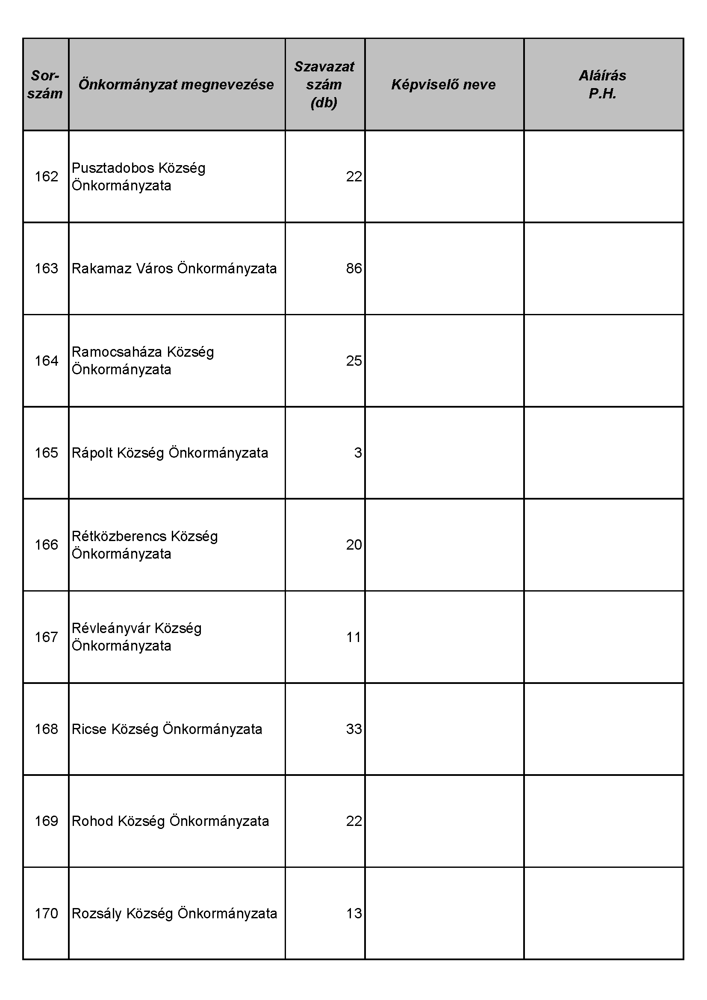 Sor-
szám
Önkormányzat megnevezése
Szavazat
szám
(db)
Képviselő neve
Aláírás
P.H.
162
Pusztadobos Község
Önkormányzata
22
163
Rakamaz Város Önkormányzata
86
164
Ramocsaháza Község
Önkormányzata
25
165
Rápolt Község Önkormányzata
3
166
Rétközberencs Község
Önkormányzata
20
167
Révleányvár Község
Önkormányzata
11
168
Ricse Község Önkormányzata
33
169
Rohod Község Önkormányzata
22
170
Rozsály Község Önkormányzata
13